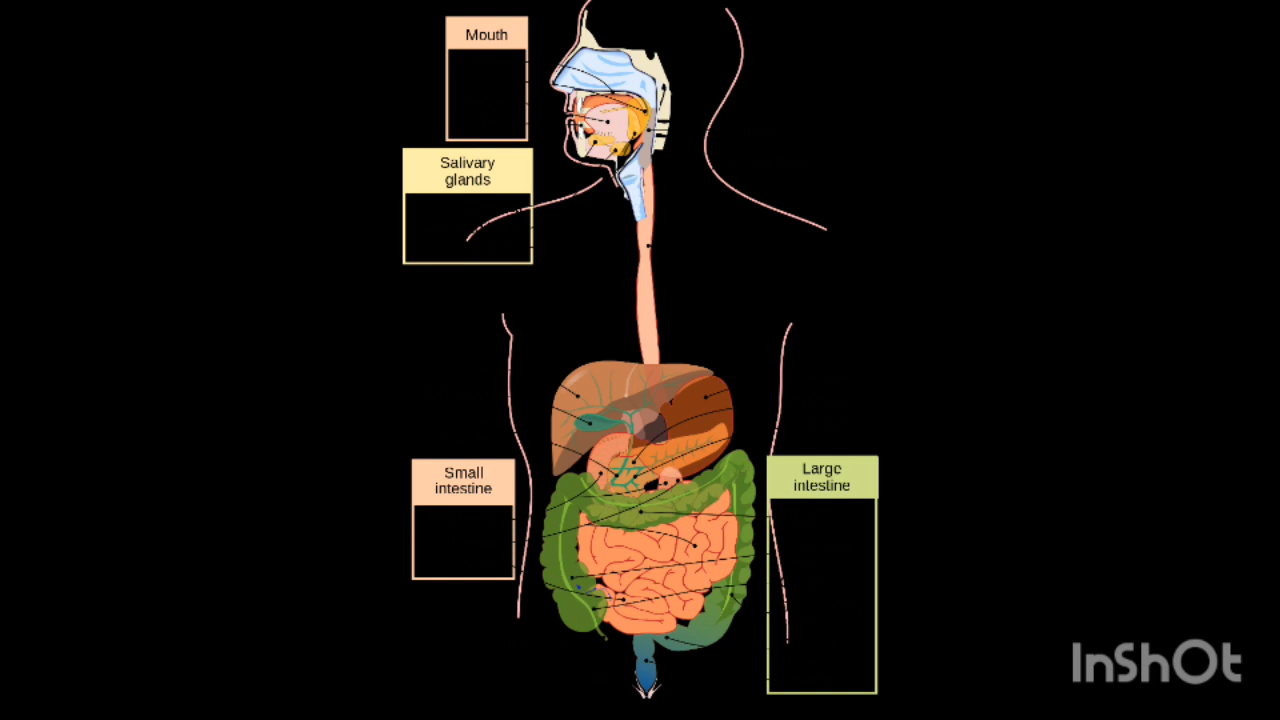 Mouth
Salivary
glands
Small
intestine
Large
intestine
InShOt